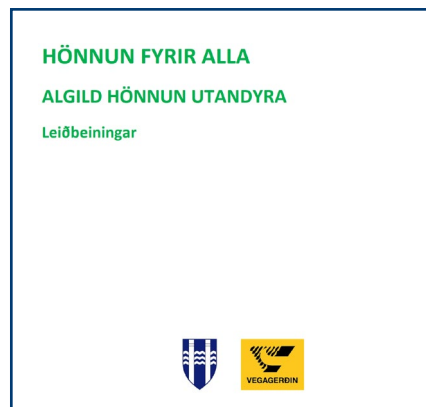 HÖNNUN FYRIR ALLA
ALGILD HÖNNUN UTANDYRA
Leiðbeiningar
VEGAGERÐIN